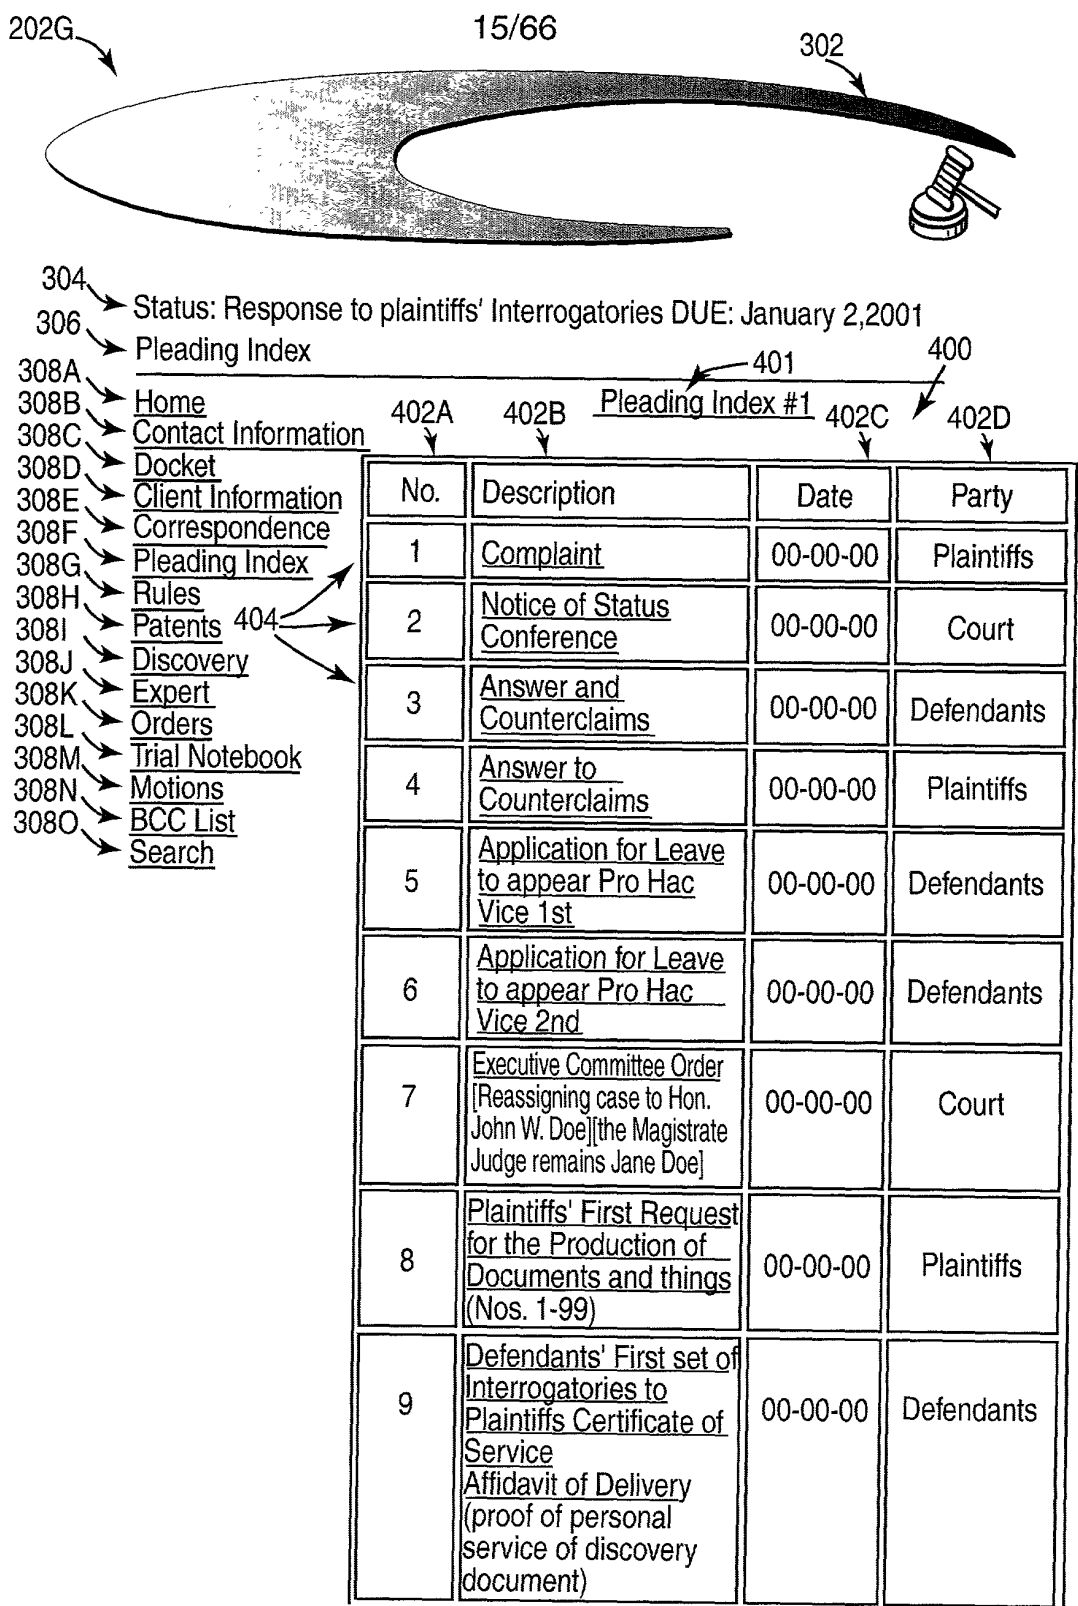 202G
15/66
302
304
Status: Response to plaintiffs' Interrogatories DUE: January 2,2001
306
Pleading Index
401
400
308A
Home
308B
Contact Information
308C
Docket
308D
Client Information
308E
Correspondence
308F
Pleading Index
308G
Rules
308H
Patents
308I
Discovery
308J
Expert
308K
Orders
308L
Trial Notebook
308M
Motions
308N
BCC List
308O
Search
404
Pleading Index #1
402A
402B
402C
402D
No. Description Date Party
1 Complaint 00-00-00 Plaintiffs
2 Notice of Status 00-00-00 Court
Conference
3 Answer and 00-00-00 Defendants
Counterclaims
4 Answer to 00-00-00 Plaintiffs
Counterclaims
5 Application for Leave 00-00-00 Defendants
to appear Pro Hac
Vice 1st
6 Application for Leave 00-00-00 Defendants
to appear Pro Hac
Vice 2nd
7 Executive Committee Order 00-00-00 Court
[Reassigning case to Hon.
John W. Doe][the Magistrate
Judge remains Jane Doe]
8 Plaintiffs' First Request 00-00-00 Plaintiffs
for the Production of
Documents and things
(Nos. 1-99)
9 Defendants' First set of 00-00-00 Defendants
Interrogatories to
Plaintiffs Certificate of
Service
Affidavit of Delivery
(proof of personal
service of discovery
document)